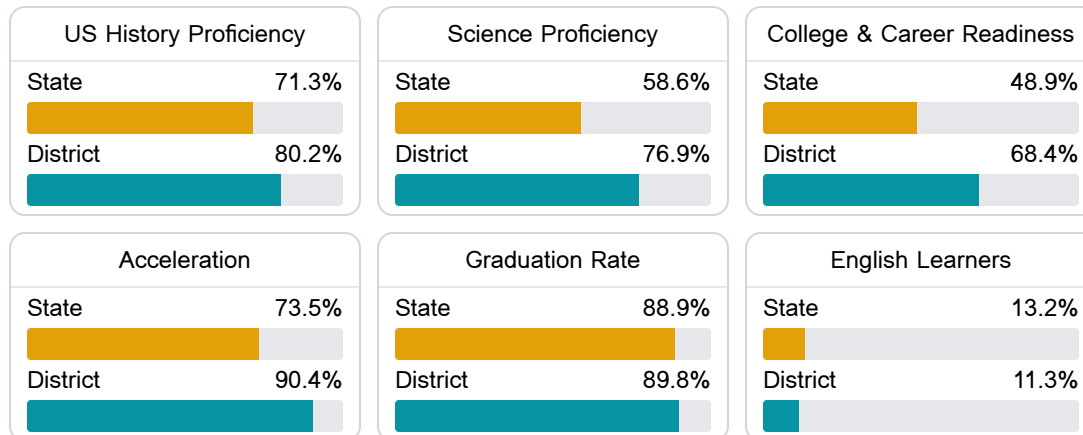 US History Proficiency
State 71.3%
District 80.2%
Science Proficiency
State 58.6%
District 76.9%
College & Career Readiness
State 48.9%
District 68.4%
Acceleration
State 73.5%
District 90.4%
Graduation Rate
State 88.9%
District 89.8%
English Learners
State 13.2%
District 11.3%